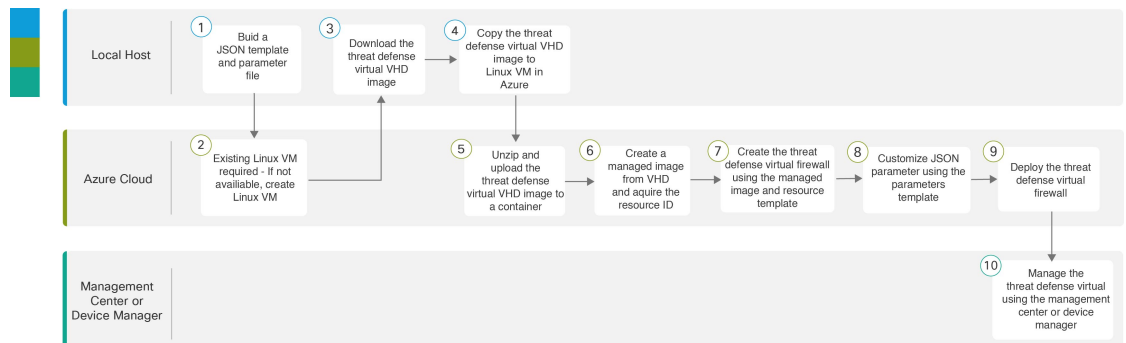 Local Host
1
Buid a
JSON template
and parameter
file
3
Download the
threat defense
virtual VHD
image
4
Copy the threat
defense virtual VHD
image to
Linux VM in
Azure
Azure Cloud
2
Existing Linux VM
required - If not
availiable, create
Linux VM
5
Unzip and
upload the
threat defense
virtual VHD image to
a container
6
Create a
managed image
from VHD
and aquire the
resource ID
7
Create the threat
defense virtual firewall
using the managed
image and resource
template
8
Customize JSON
parameter using the
parameters
template
9
Deploy the threat
defense virtual
firewall
Management
Center or
Device Manager
10
Manage the
threat defense virtual
using the management
center or device
manager